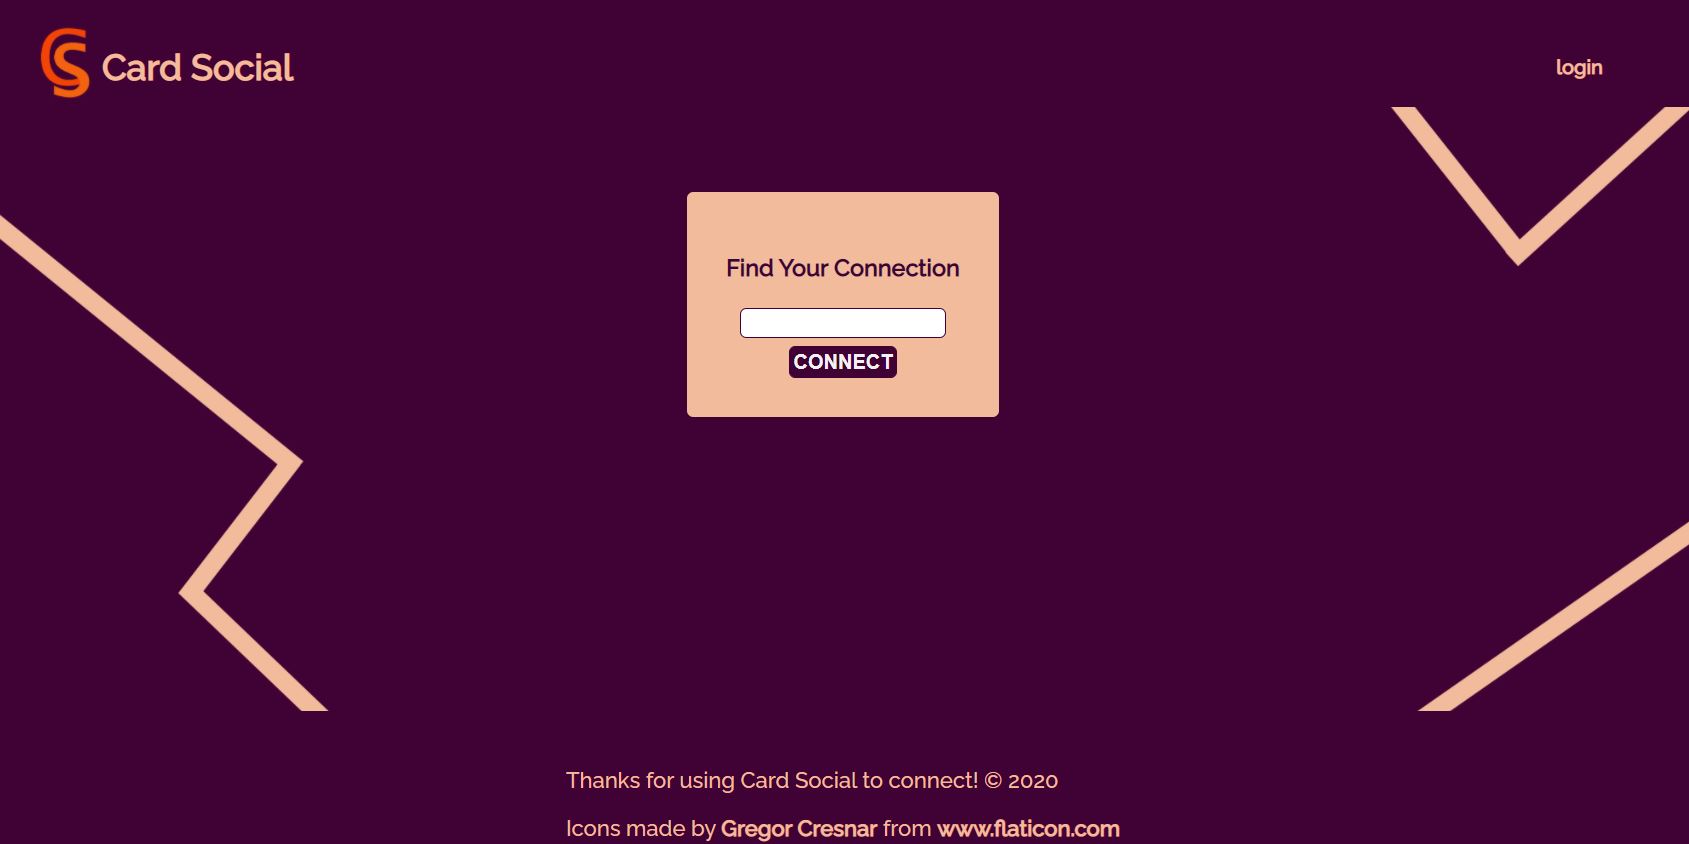 CS Card Social
login
Find Your Connection
CONNECT
Thanks for using Card Social to connect! © 2020
Icons made by Gregor Cresnar from www.flaticon.com